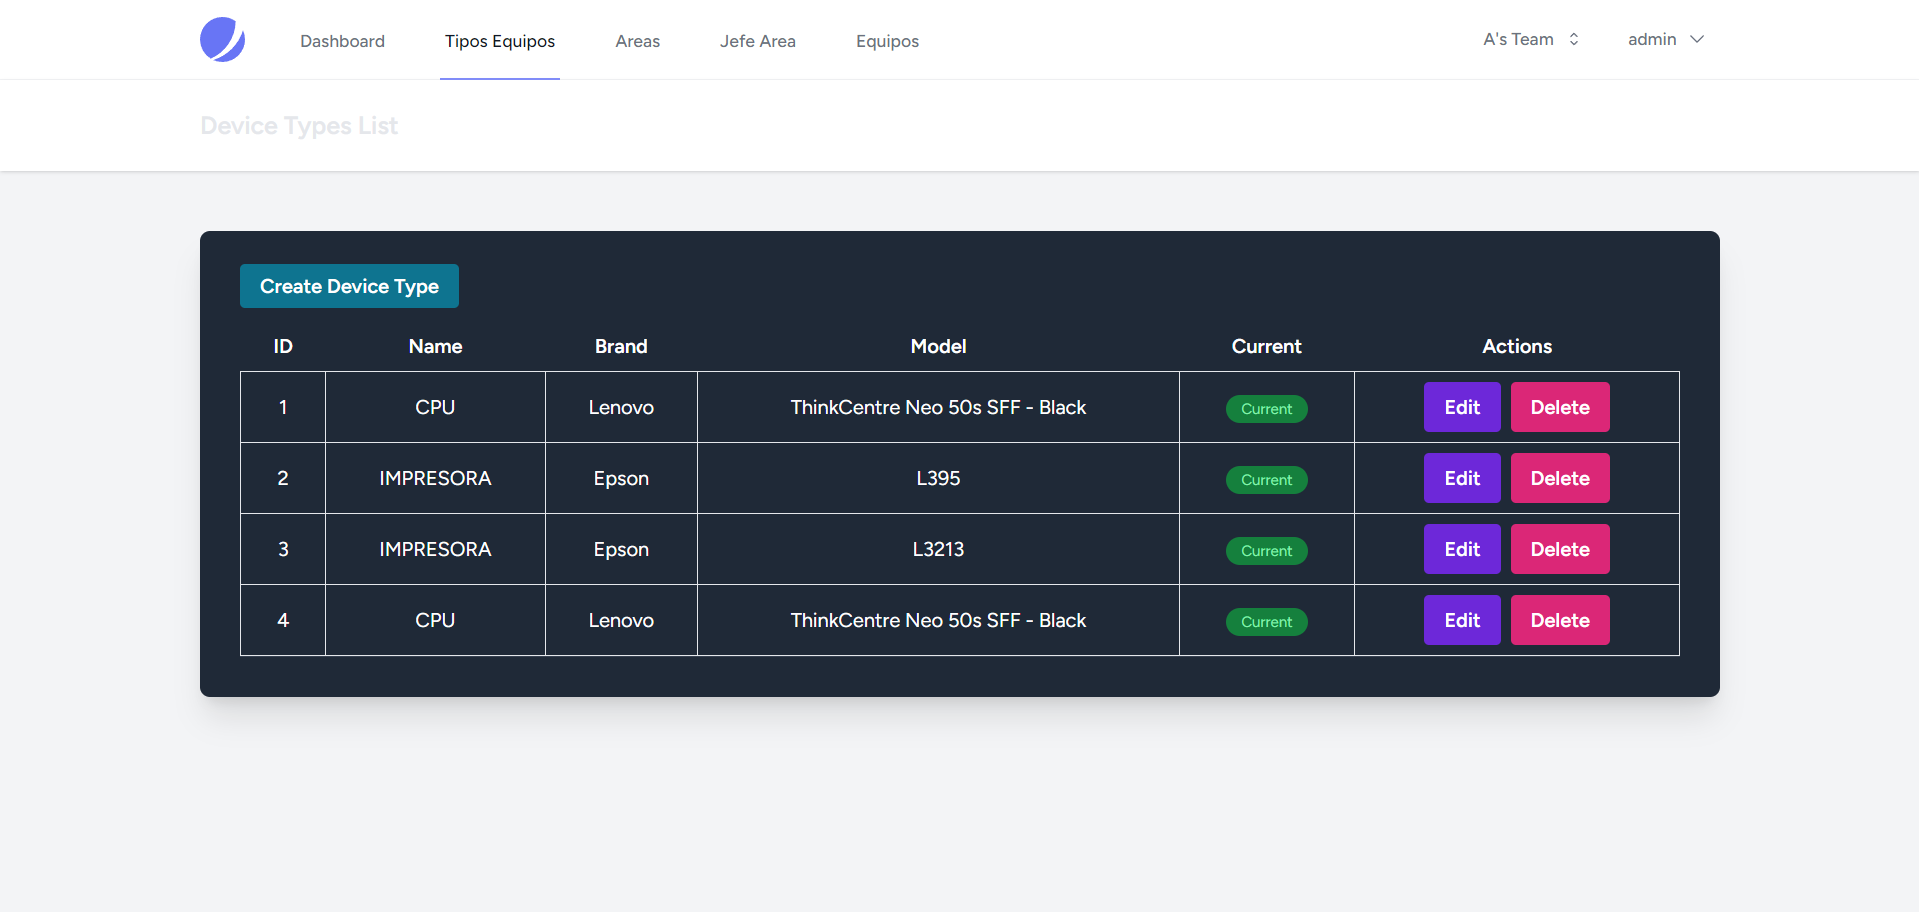 Dashboard Tipos Equipos Areas Jefe Area Equipos A's Team admin
Device Types List
Create Device Type
ID Name Brand Model Current Actions
1 CPU Lenovo ThinkCentre Neo 50s SFF - Black Current Edit Delete
2 IMPRESORA Epson L395 Current Edit Delete
3 IMPRESORA Epson L3213 Current Edit Delete
4 CPU Lenovo ThinkCentre Neo 50s SFF - Black Current Edit Delete